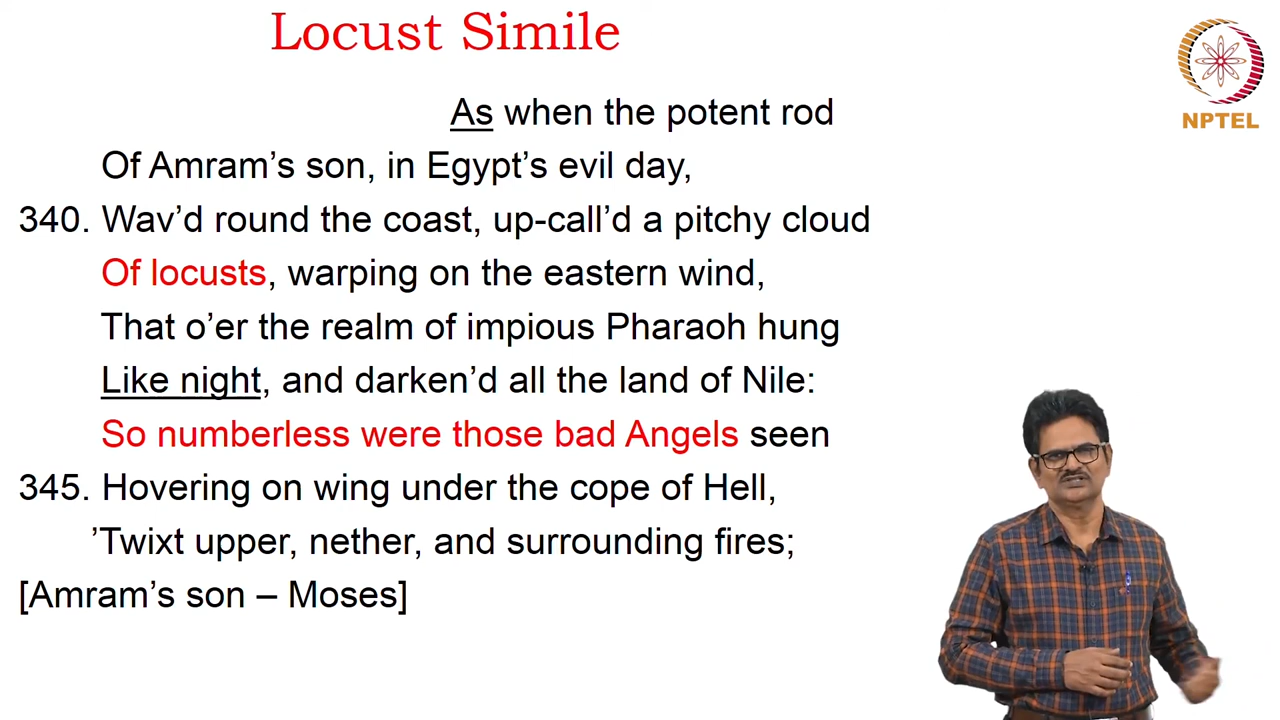 Locust Simile
NPTEL
As when the potent rod
Of Amram’s son, in Egypt’s evil day,
340. Wav’d round the coast, up-call’d a pitchy cloud
Of locusts, warping on the eastern wind,
That o’er the realm of impious Pharaoh hung
Like night, and darken’d all the land of Nile:
So numberless were those bad Angels seen
345. Hovering on wing under the cope of Hell,
’Twixt upper, nether, and surrounding fires;
[Amram’s son – Moses]